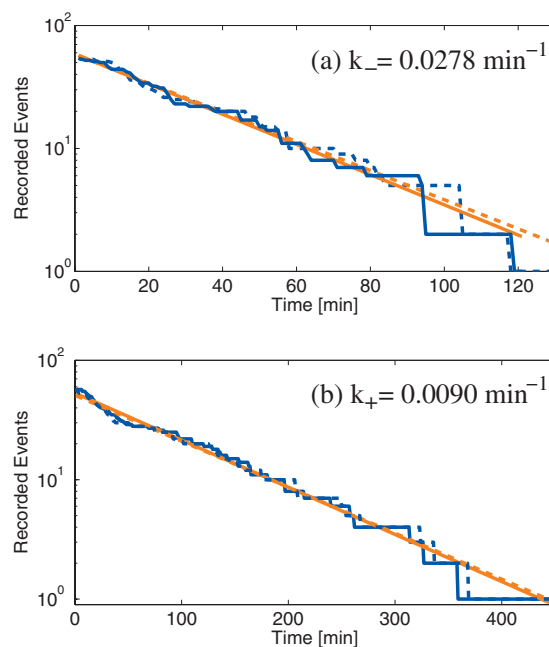 10²
(a) k₋= 0.0278 min⁻¹
Recorded Events
10¹
10⁰
0 20 40 60 80 100 120
Time [min]
10²
(b) k₊= 0.0090 min⁻¹
Recorded Events
10¹
10⁰
0 100 200 300 400
Time [min]